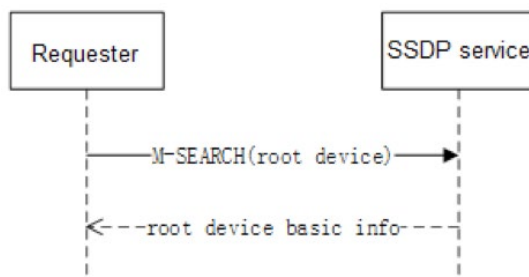 Requester
SSDP service
M-SEARCH(root device)
root device basic info